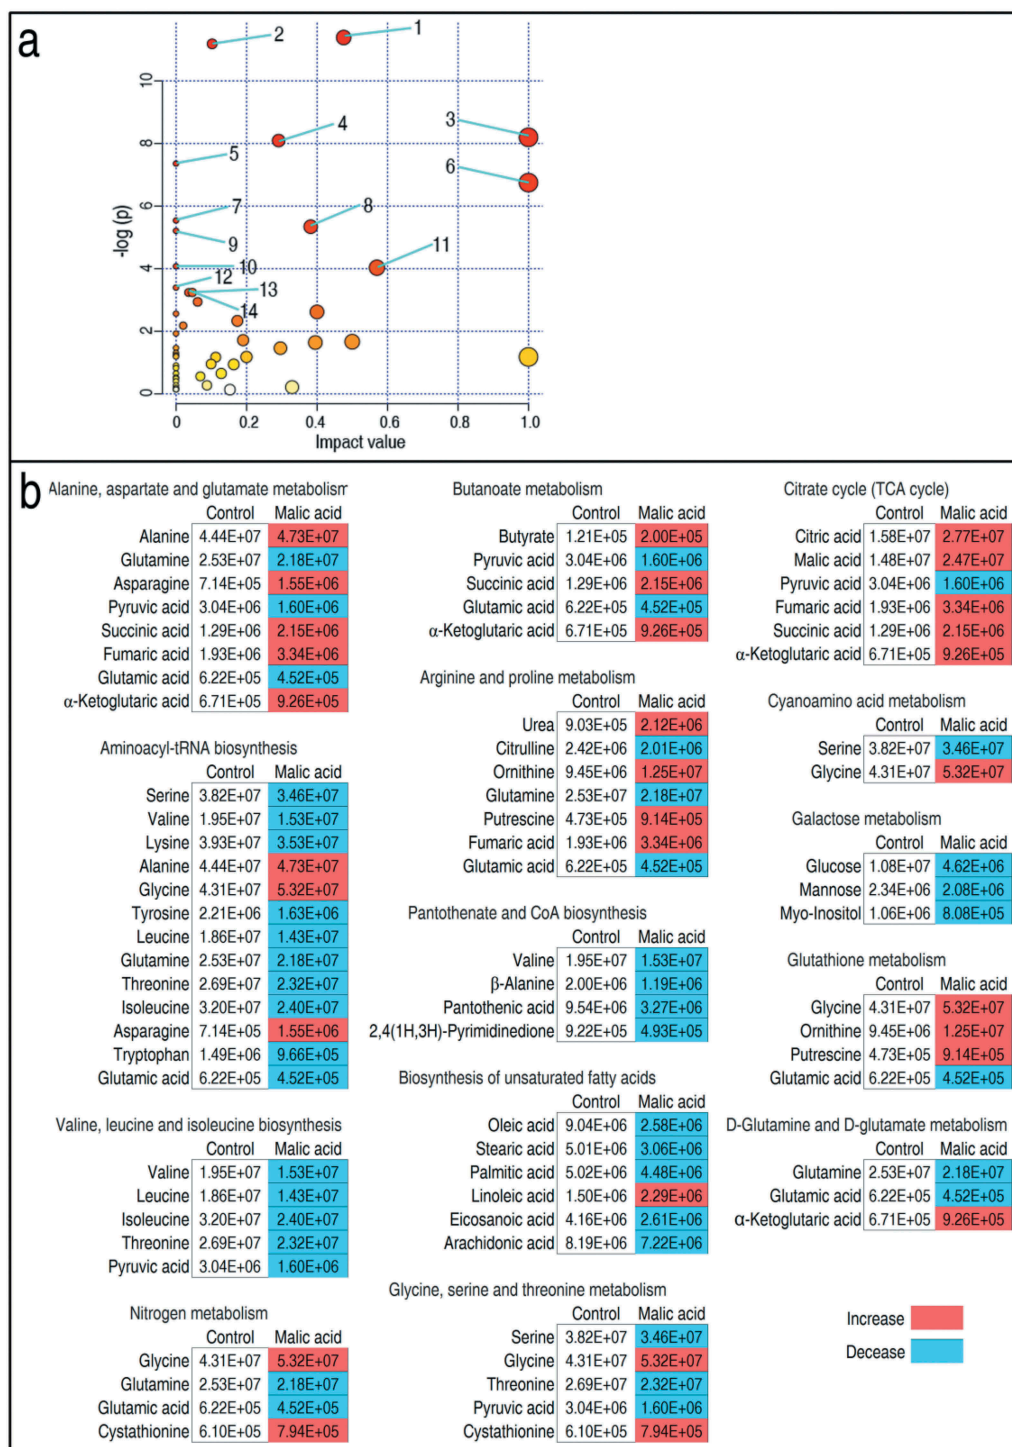 a
2
1
4
3
5
6
7
8
9
11
10
12
13
14
-log (p)
10
8
6
4
2
0
0 0.2 0.4 0.6 0.8 1.0
Impact value
b
Alanine, aspartate and glutamate metabolism
Control Malic acid
Alanine 4.44E+07 4.73E+07
Glutamine 2.53E+07 2.18E+07
Asparagine 7.14E+05 1.55E+06
Pyruvic acid 3.04E+06 1.60E+06
Succinic acid 1.29E+06 2.15E+06
Fumaric acid 1.93E+06 3.34E+06
Glutamic acid 6.22E+05 4.52E+05
α-Ketoglutaric acid 6.71E+05 9.26E+05
Aminoacyl-tRNA biosynthesis
Control Malic acid
Serine 3.82E+07 3.46E+07
Valine 1.95E+07 1.53E+07
Lysine 3.93E+07 3.53E+07
Alanine 4.44E+07 4.73E+07
Glycine 4.31E+07 5.32E+07
Tyrosine 2.21E+06 1.63E+06
Leucine 1.86E+07 1.43E+07
Glutamine 2.53E+07 2.18E+07
Threonine 2.69E+07 2.32E+07
Isoleucine 3.20E+07 2.40E+07
Asparagine 7.14E+05 1.55E+06
Tryptophan 1.49E+06 9.66E+05
Glutamic acid 6.22E+05 4.52E+05
Valine, leucine and isoleucine biosynthesis
Control Malic acid
Valine 1.95E+07 1.53E+07
Leucine 1.86E+07 1.43E+07
Isoleucine 3.20E+07 2.40E+07
Threonine 2.69E+07 2.32E+07
Pyruvic acid 3.04E+06 1.60E+06
Nitrogen metabolism
Control Malic acid
Glycine 4.31E+07 5.32E+07
Glutamine 2.53E+07 2.18E+07
Glutamic acid 6.22E+05 4.52E+05
Cystathionine 6.10E+05 7.94E+05
Butanoate metabolism
Control Malic acid
Butyrate 1.21E+05 2.00E+05
Pyruvic acid 3.04E+06 1.60E+06
Succinic acid 1.29E+06 2.15E+06
Glutamic acid 6.22E+05 4.52E+05
α-Ketoglutaric acid 6.71E+05 9.26E+05
Arginine and proline metabolism
Control Malic acid
Urea 9.03E+05 2.12E+06
Citrulline 2.42E+06 2.01E+06
Ornithine 9.45E+06 1.25E+07
Glutamine 2.53E+07 2.18E+07
Putrescine 4.73E+05 9.14E+05
Fumaric acid 1.93E+06 3.34E+06
Glutamic acid 6.22E+05 4.52E+05
Pantothenate and CoA biosynthesis
Control Malic acid
Valine 1.95E+07 1.53E+07
β-Alanine 2.00E+06 1.19E+06
Pantothenic acid 9.54E+06 3.27E+06
2,4(1H,3H)-Pyrimidinedione 9.22E+05 4.93E+05
Biosynthesis of unsaturated fatty acids
Control Malic acid
Oleic acid 9.04E+06 2.58E+06
Stearic acid 5.01E+06 3.06E+06
Palmitic acid 5.02E+06 4.48E+06
Linoleic acid 1.50E+06 2.29E+06
Eicosanoic acid 4.16E+06 2.61E+06
Arachidonic acid 8.19E+06 7.22E+06
Glycine, serine and threonine metabolism
Control Malic acid
Serine 3.82E+07 3.46E+07
Glycine 4.31E+07 5.32E+07
Threonine 2.69E+07 2.32E+07
Pyruvic acid 3.04E+06 1.60E+06
Cystathionine 6.10E+05 7.94E+05
Citrate cycle (TCA cycle)
Control Malic acid
Citric acid 1.58E+07 2.77E+07
Malic acid 1.48E+07 2.47E+07
Pyruvic acid 3.04E+06 1.60E+06
Fumaric acid 1.93E+06 3.34E+06
Succinic acid 1.29E+06 2.15E+06
α-Ketoglutaric acid 6.71E+05 9.26E+05
Cyanoamino acid metabolism
Control Malic acid
Serine 3.82E+07 3.46E+07
Glycine 4.31E+07 5.32E+07
Galactose metabolism
Control Malic acid
Glucose 1.08E+07 4.62E+06
Mannose 2.34E+06 2.08E+06
Myo-Inositol 1.06E+06 8.08E+05
Glutathione metabolism
Control Malic acid
Glycine 4.31E+07 5.32E+07
Ornithine 9.45E+06 1.25E+07
Putrescine 4.73E+05 9.14E+05
Glutamic acid 6.22E+05 4.52E+05
D-Glutamine and D-glutamate metabolism
Control Malic acid
Glutamine 2.53E+07 2.18E+07
Glutamic acid 6.22E+05 4.52E+05
α-Ketoglutaric acid 6.71E+05 9.26E+05
Increase
Decease